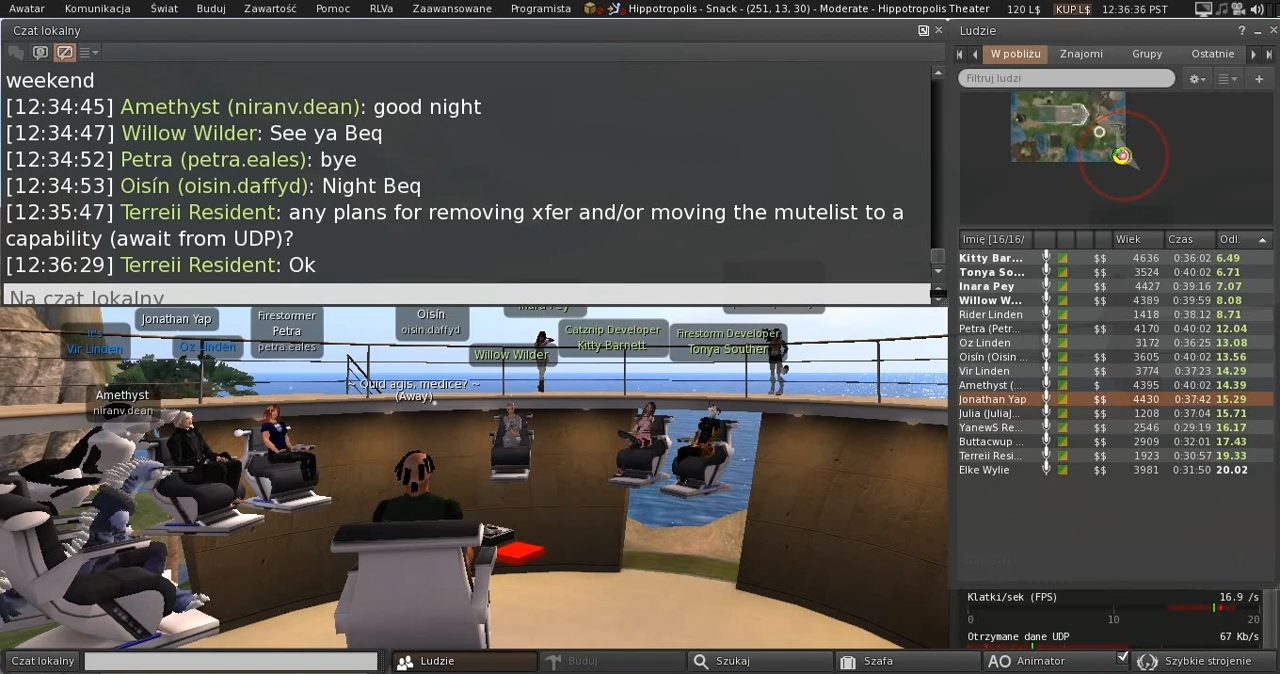 Awatar Komunikacja Świat Buduj Zawartość Pomoc RLVa Zaawansowane Programista Hippotropolis - Snack - (251, 13, 30) - Moderate - Hippotropolis Theater 120 L$ KUP L$ 12:36:36 PST
Czat lokalny
weekend
[12:34:45] Amethyst (niranv.dean): good night
[12:34:47] Willow Wilder: See ya Beq
[12:34:52] Petra (petra.eales): bye
[12:34:53] Oisín (oisin.daffyd): Night Beq
[12:35:47] Terreii Resident: any plans for removing xfer and/or moving the mutelist to a
capability (await from UDP)?
[12:36:29] Terreii Resident: Ok
Na czat lokalny
Inara Pey
It's
Vir Linden
Jonathan Yap
Oz Linden
Firestormer
Petra
petra.eales
Oisín
oisin.daffyd
Willow Wilder
Catznip Developer
Kitty Barnett
Firestorm Developer
Tonya Souther
~ Quid agis, medice? ~
(Away)
Amethyst
niranv.dean
Ludzie
W pobliżu Znajomi Grupy Ostatnie
Filtruj ludzi
Imię [16/16/ Wiek Czas Odl.
Kitty Bar... $$ 4636 0:36:02 6.49
Tonya So... $$ 3524 0:40:02 6.71
Inara Pey $$ 4427 0:39:16 7.07
Willow W... $$ 4389 0:39:59 8.08
Rider Linden 1418 0:38:12 8.71
Petra (Petr... $$ 4170 0:40:02 12.04
Oz Linden 3172 0:36:25 13.08
Oisín (Oisin ... $$ 3605 0:40:02 13.56
Vir Linden $$ 3774 0:37:23 14.29
Amethyst (... $$ 4395 0:40:02 14.39
Jonathan Yap $$ 4430 0:37:42 15.29
Julia (JuliaJ... $$ 1208 0:37:04 15.71
YanewS Re... $$ 2546 0:29:19 16.17
Buttacwup ... $$ 2909 0:32:01 17.43
Terreii Resi... $$ 1923 0:30:57 19.33
Elke Wylie $$ 3981 0:31:50 20.02
Klatki/sek (FPS) 16.9 /s
0 10 20
Otrzymane dane UDP 67 Kb/s
Czat lokalny Ludzie Buduj Szukaj Szafa AO Animator Szybkie strojenie